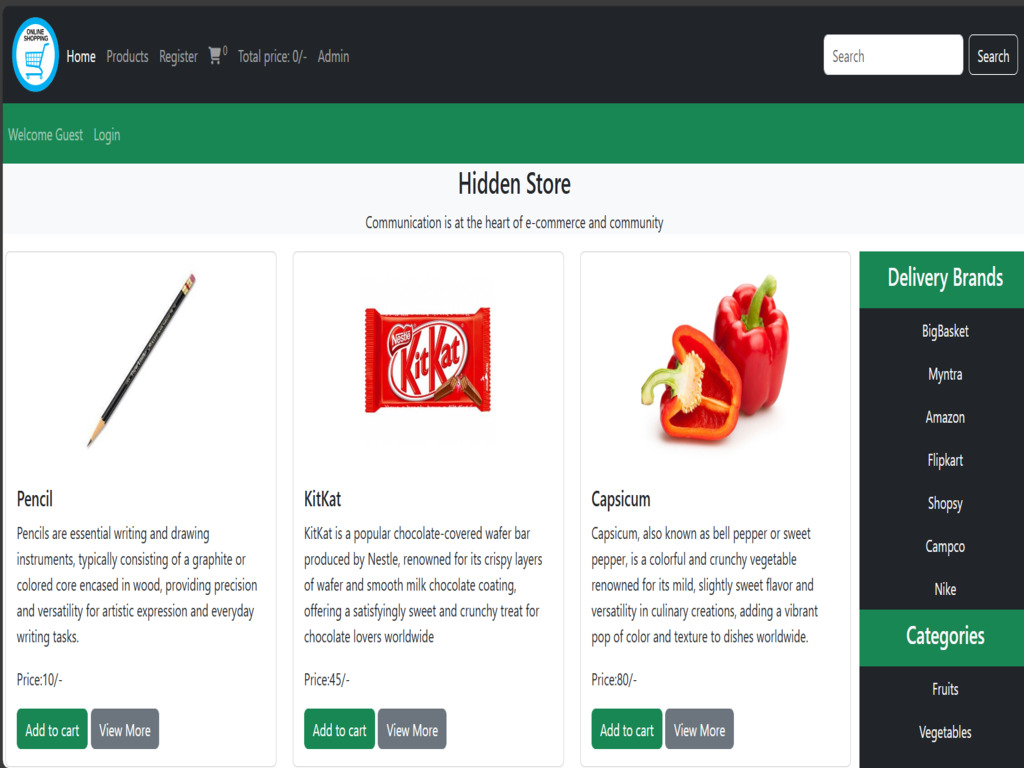 ONLINE
SHOPPING
Home Products Register 0 Total price: 0/- Admin
Search Search
Welcome Guest Login
Hidden Store
Communication is at the heart of e-commerce and community
Nestle
KitKat
Pencil
Pencils are essential writing and drawing
instruments, typically consisting of a graphite or
colored core encased in wood, providing precision
and versatility for artistic expression and everyday
writing tasks.
Price:10/-
Add to cart View More
KitKat
KitKat is a popular chocolate-covered wafer bar
produced by Nestle, renowned for its crispy layers
of wafer and smooth milk chocolate coating,
offering a satisfyingly sweet and crunchy treat for
chocolate lovers worldwide
Price:45/-
Add to cart View More
Capsicum
Capsicum, also known as bell pepper or sweet
pepper, is a colorful and crunchy vegetable
renowned for its mild, slightly sweet flavor and
versatility in culinary creations, adding a vibrant
pop of color and texture to dishes worldwide.
Price:80/-
Add to cart View More
Delivery Brands
BigBasket
Myntra
Amazon
Flipkart
Shopsy
Campco
Nike
Categories
Fruits
Vegetables